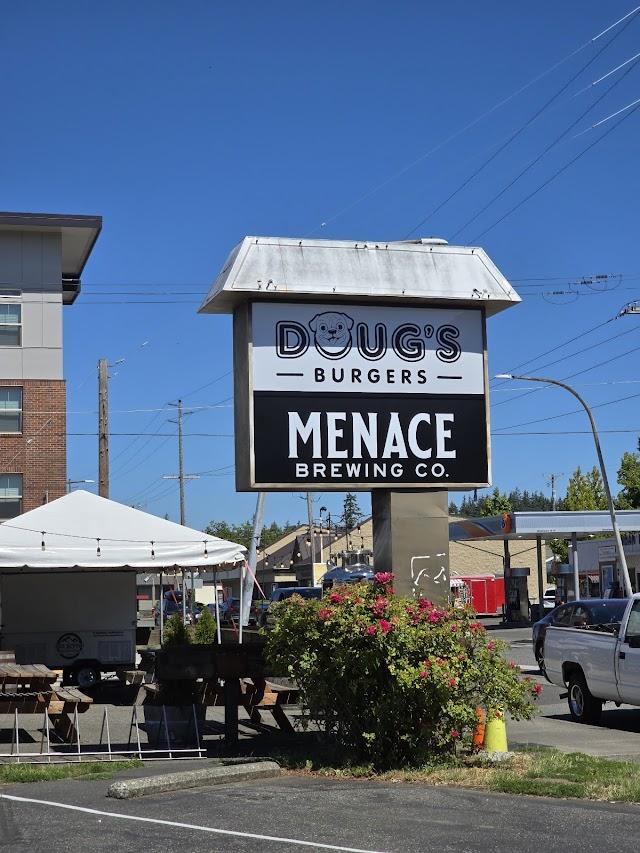 DOUG'S
BURGERS
MENACE
BREWING CO.